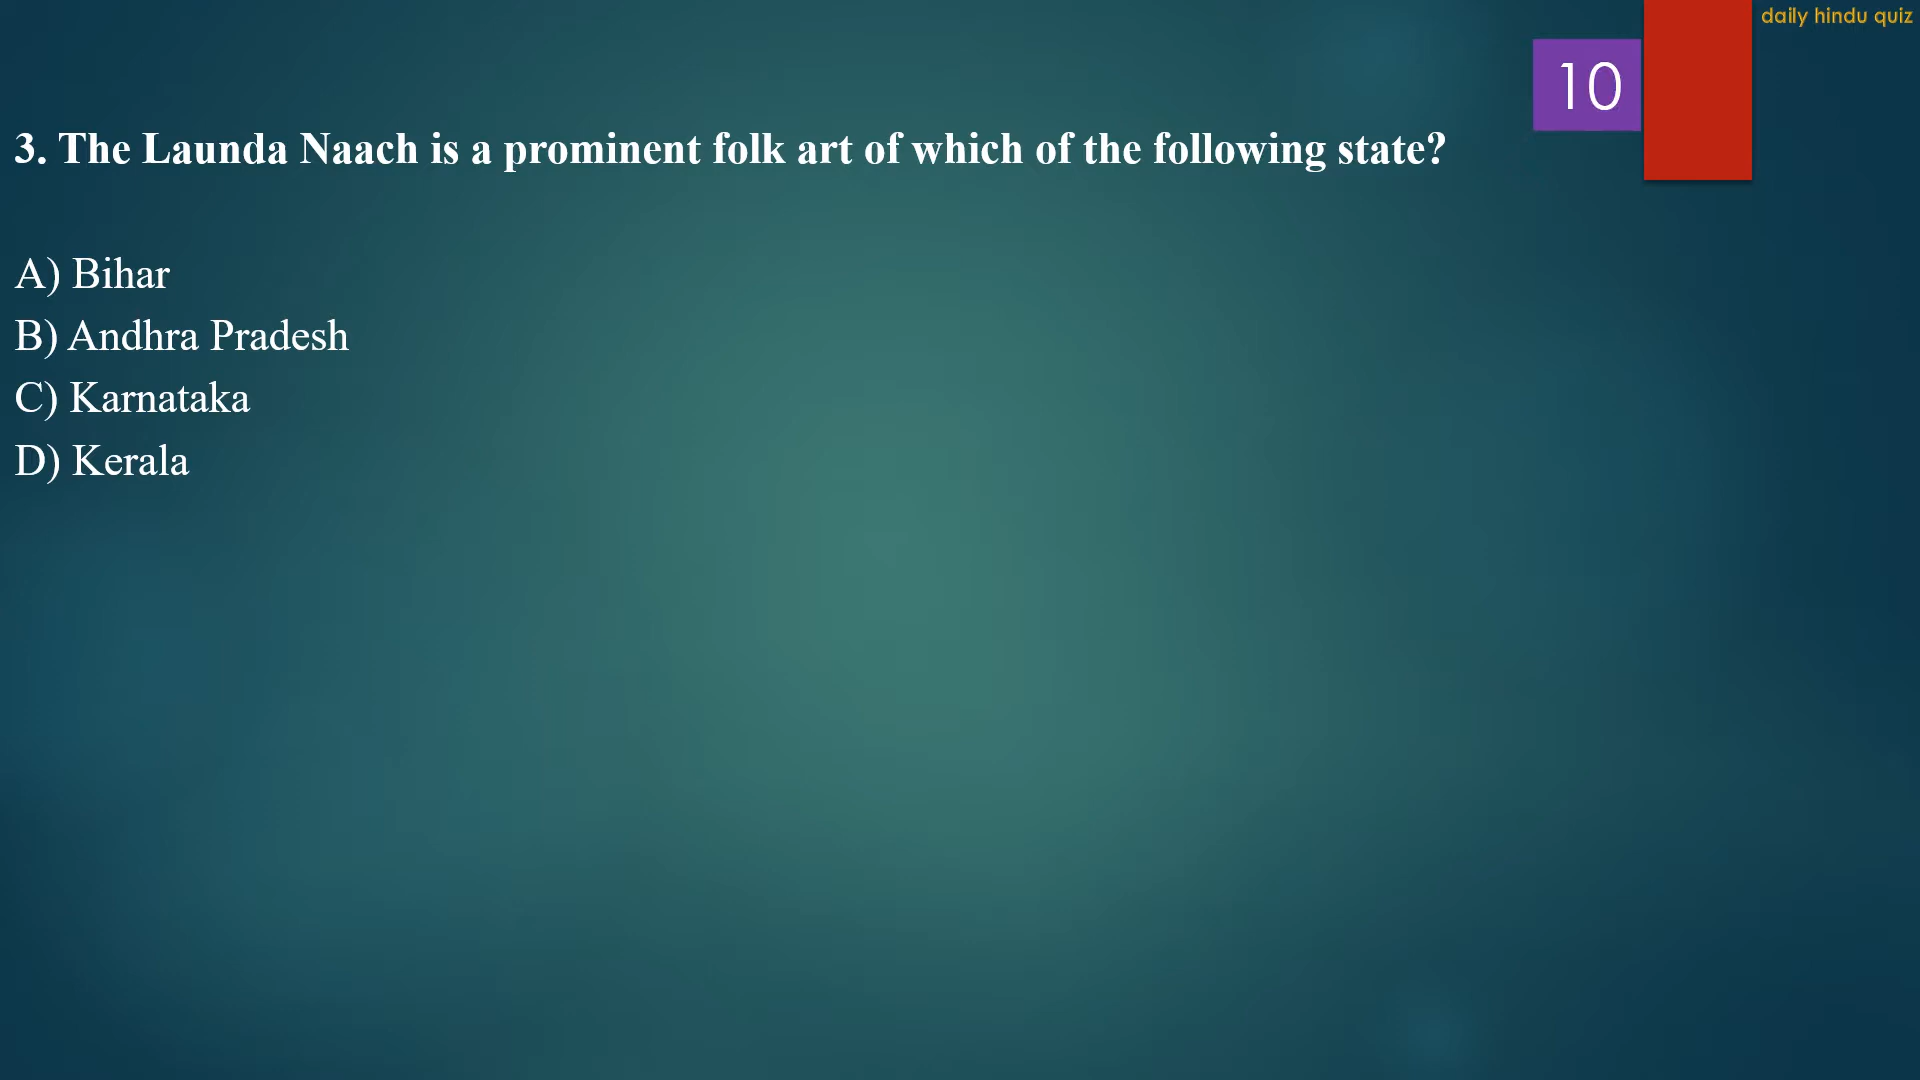 daily hindu quiz
10
3. The Launda Naach is a prominent folk art of which of the following state?
A) Bihar
B) Andhra Pradesh
C) Karnataka
D) Kerala